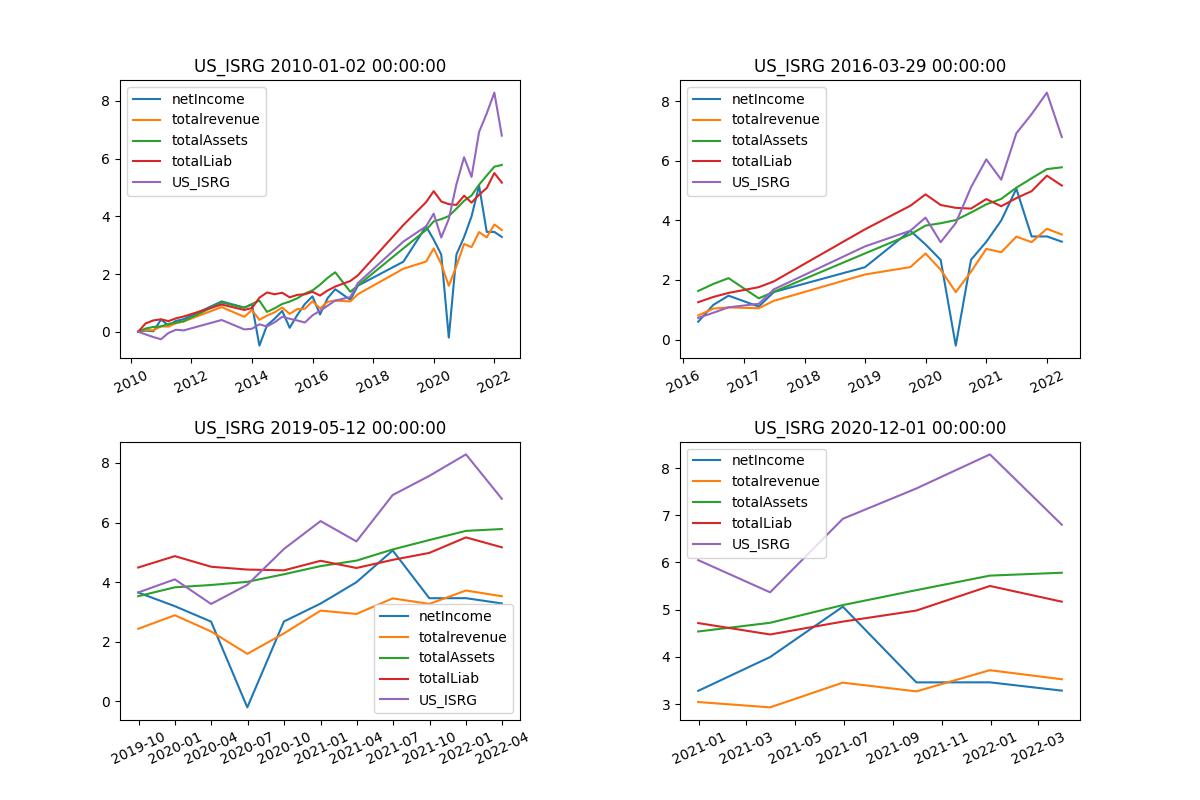 US_ISRG 2010-01-02 00:00:00
netIncome
totalrevenue
totalAssets
totalLiab
US_ISRG
8
6
4
2
0
2010 2012 2014 2016 2018 2020 2022
US_ISRG 2016-03-29 00:00:00
netIncome
totalrevenue
totalAssets
totalLiab
US_ISRG
8
6
4
2
0
2016 2017 2018 2019 2020 2021 2022
US_ISRG 2019-05-12 00:00:00
8
6
4
2
0
netIncome
totalrevenue
totalAssets
totalLiab
US_ISRG
2019-10 2020-01 2020-04 2020-07 2020-10 2021-01 2021-04 2021-07 2021-10 2022-01 2022-04
US_ISRG 2020-12-01 00:00:00
netIncome
totalrevenue
totalAssets
totalLiab
US_ISRG
8
7
6
5
4
3
2021-01 2021-03 2021-05 2021-07 2021-09 2021-11 2022-01 2022-03